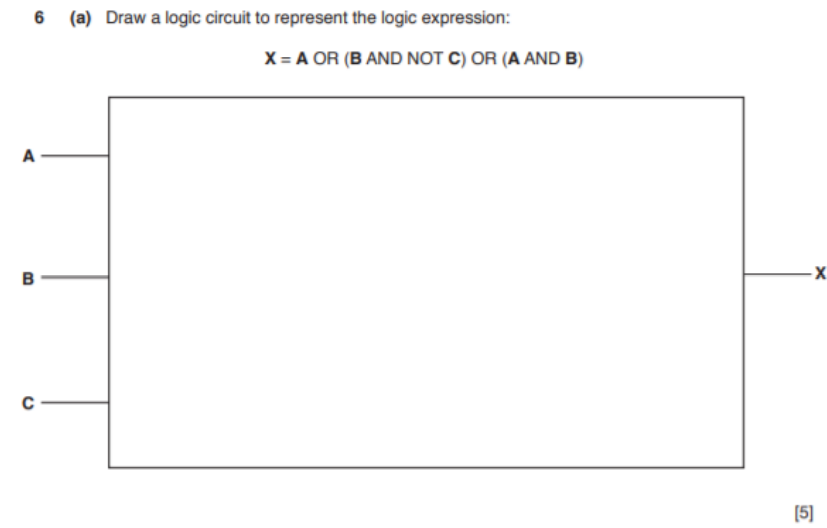 6 (a) Draw a logic circuit to represent the logic expression:
X = A OR (B AND NOT C) OR (A AND B)
A
B
X
C
[5]